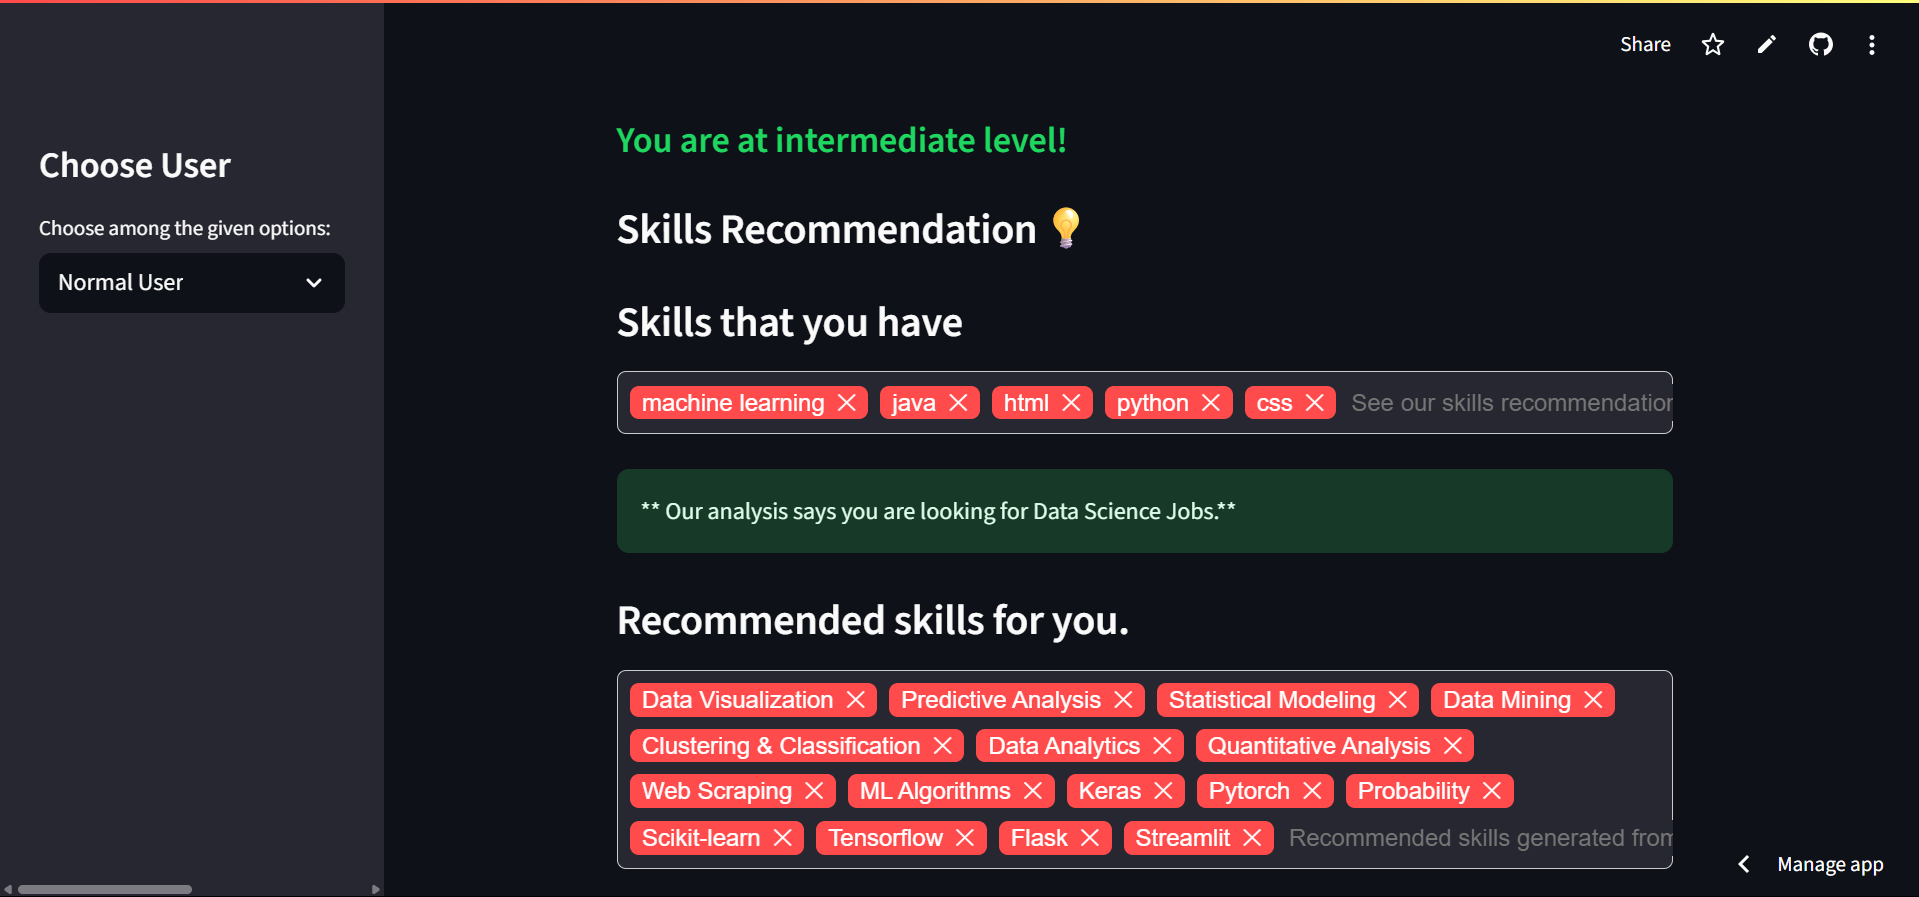 Share
Choose User
Choose among the given options:
Normal User
You are at intermediate level!
Skills Recommendation
Skills that you have
machine learning java html python css See our skills recommendation
** Our analysis says you are looking for Data Science Jobs.**
Recommended skills for you.
Data Visualization Predictive Analysis Statistical Modeling Data Mining
Clustering & Classification Data Analytics Quantitative Analysis
Web Scraping ML Algorithms Keras Pytorch Probability
Scikit-learn Tensorflow Flask Streamlit Recommended skills generated from
Manage app